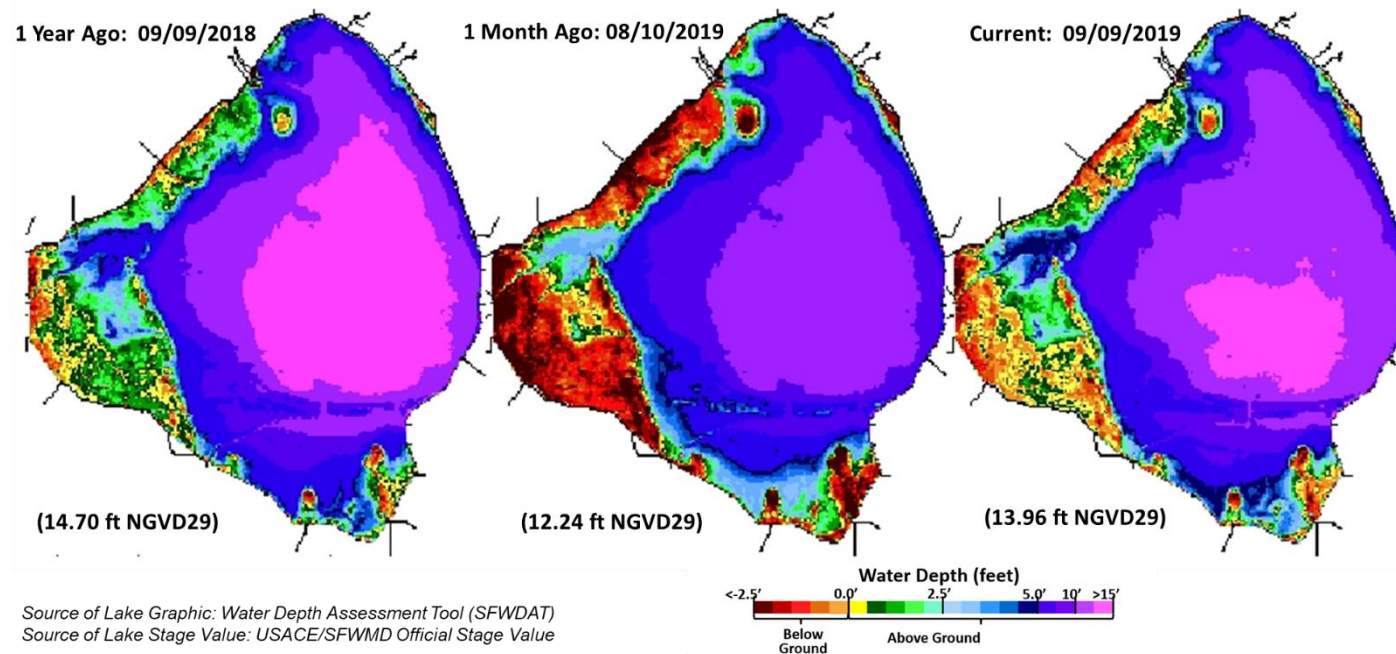 1 Year Ago: 09/09/2018
1 Month Ago: 08/10/2019
Current: 09/09/2019
(14.70 ft NGVD29)
(12.24 ft NGVD29)
(13.96 ft NGVD29)
Water Depth (feet)
<-2.5' 0.0' 2.5' 5.0' 10' >15'
Below
Ground
Above Ground
Source of Lake Graphic: Water Depth Assessment Tool (SFWDAT)
Source of Lake Stage Value: USACE/SFWMD Official Stage Value